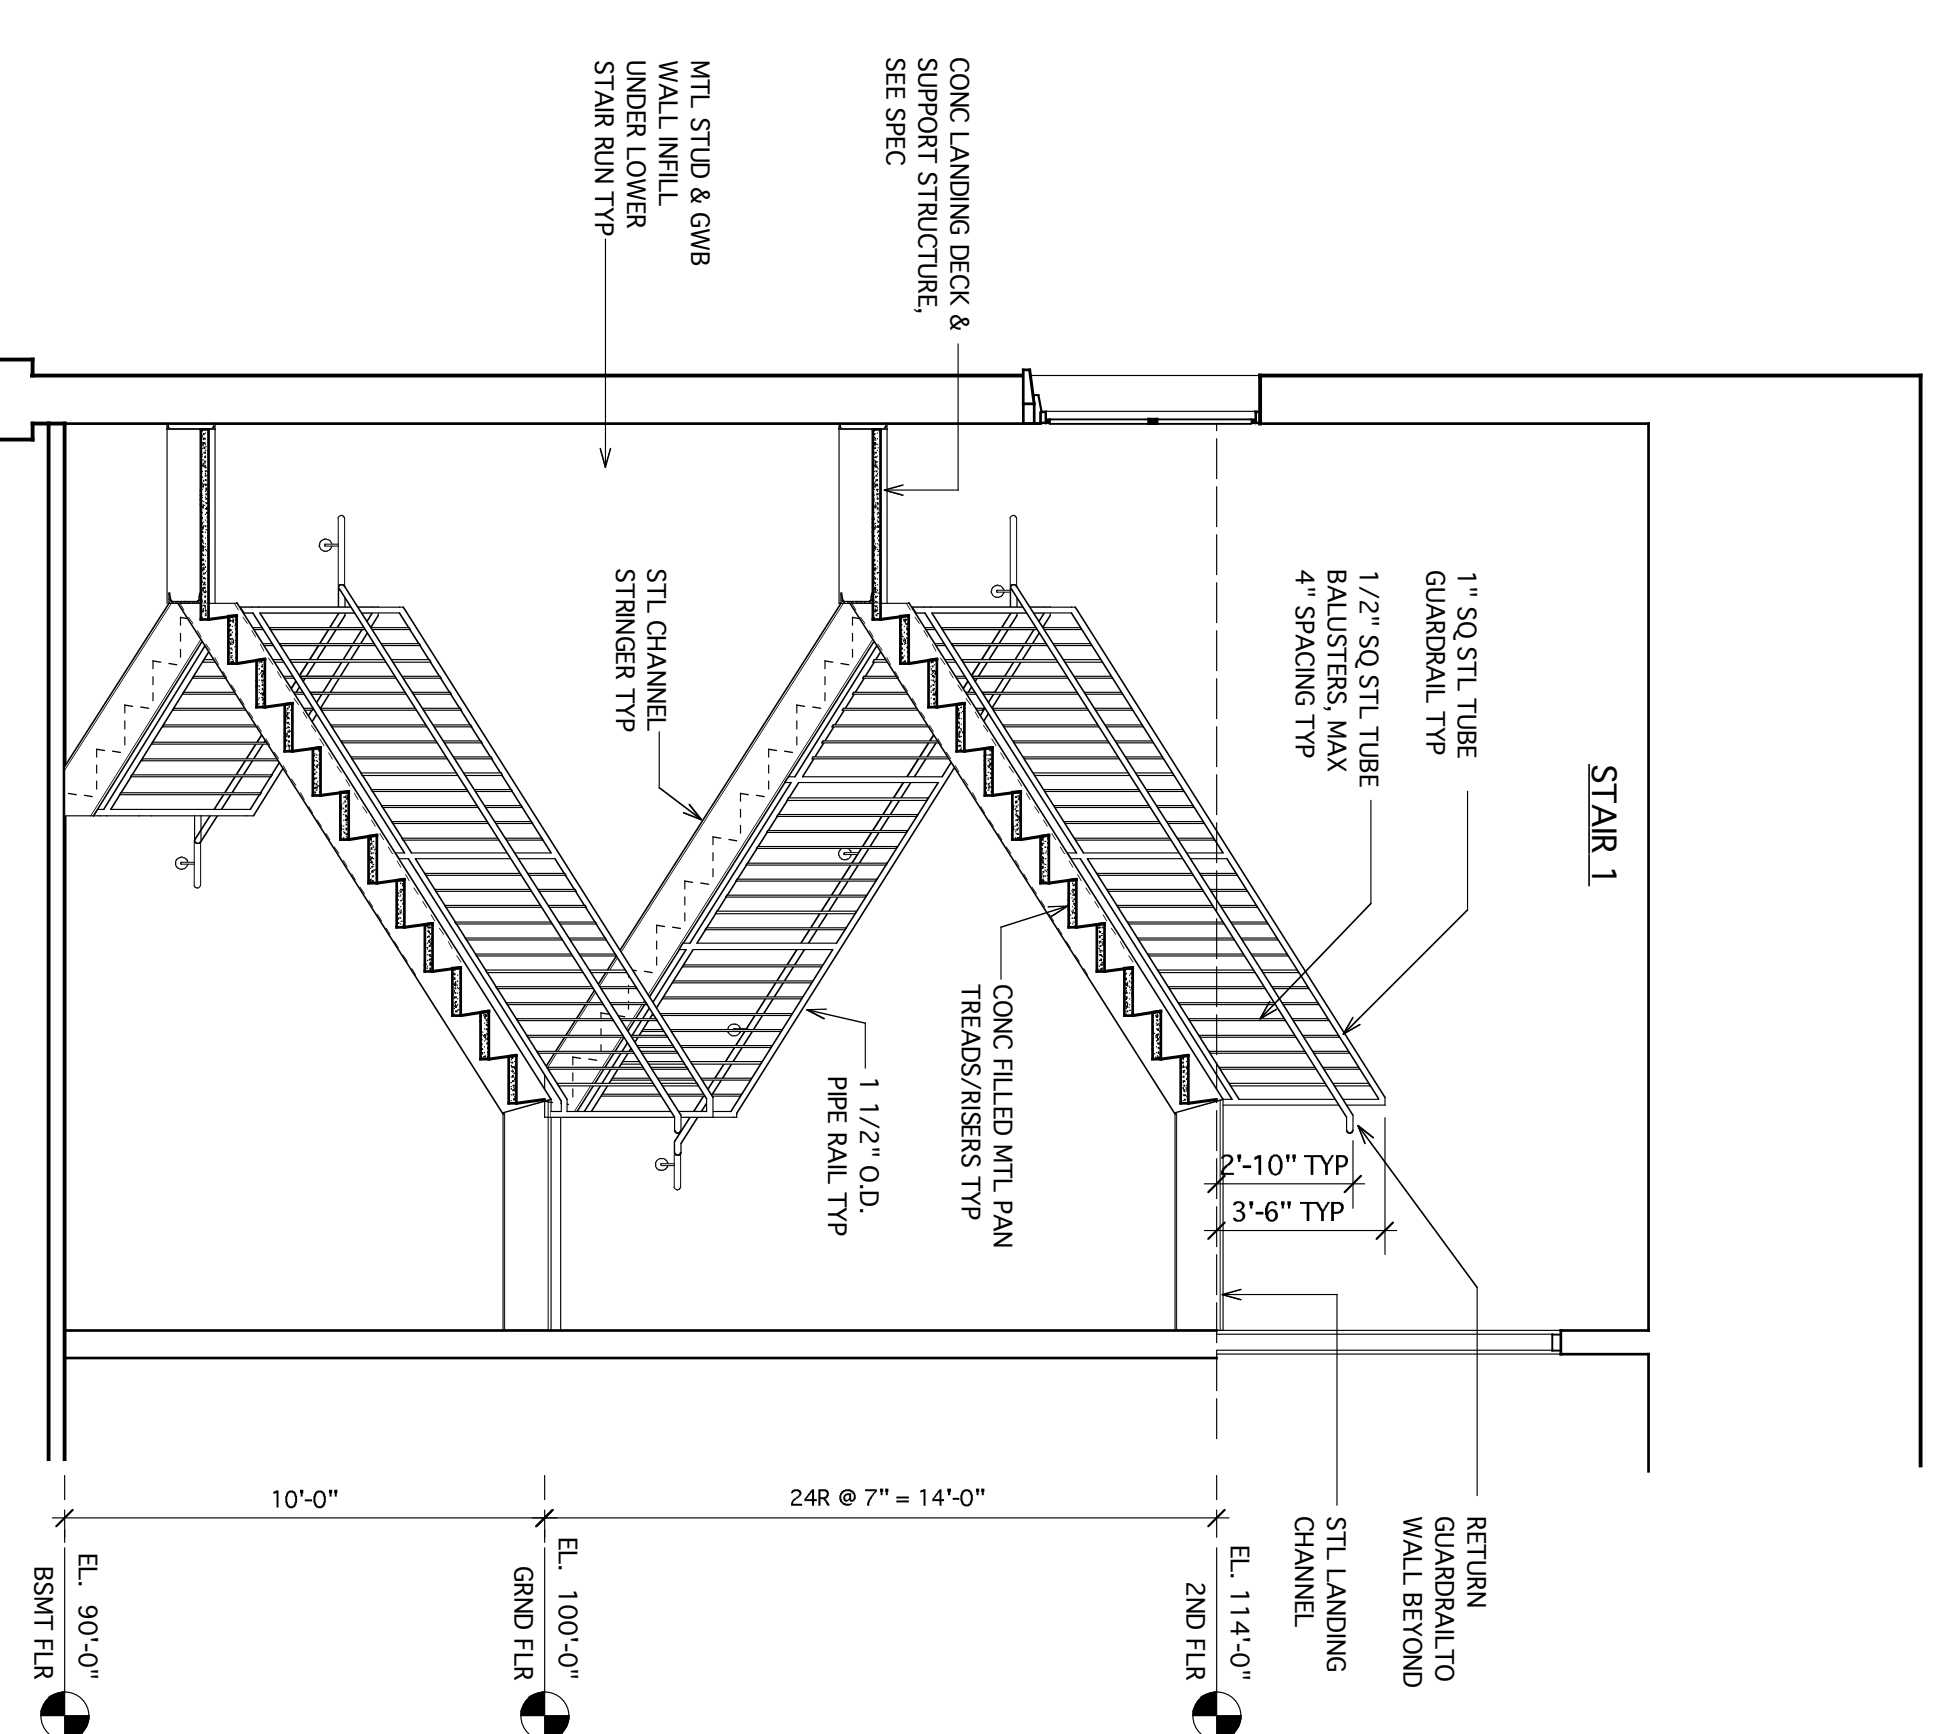 STAIR 1
CONC LANDING DECK &
SUPPORT STRUCTURE,
SEE SPEC
MTL STUD & GWB
WALL INFILL
UNDER LOWER
STAIR RUN TYP
1" SQ STL TUBE
GUARDRAIL TYP
1/2" SQ STL TUBE
BALUSTERS, MAX
4" SPACING TYP
STL CHANNEL
STRINGER TYP
CONC FILLED MTL PAN
TREADS/RISERS TYP
1 1/2" O.D.
PIPE RAIL TYP
2'-10" TYP
3'-6" TYP
RETURN
GUARDRAIL TO
WALL BEYOND
STL LANDING
CHANNEL
24R @ 7" = 14'-0"
10'-0"
EL. 114'-0"
2ND FLR
EL. 100'-0"
GRND FLR
EL. 90'-0"
BSMT FLR